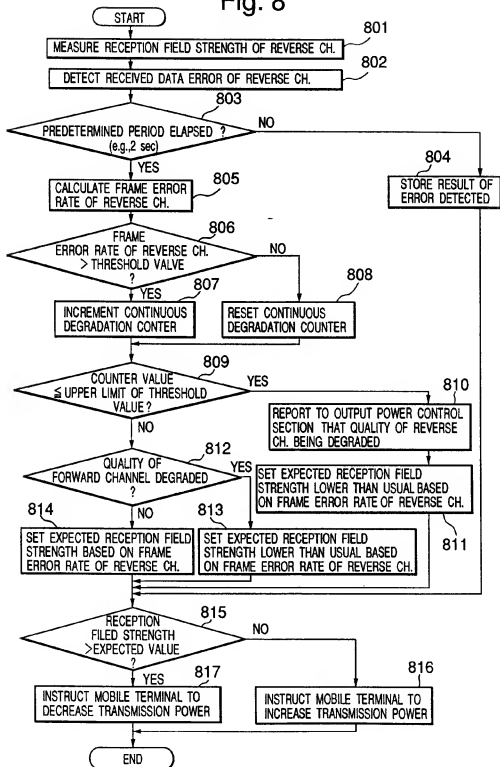 Fig. 8
START
801
MEASURE RECEPTION FIELD STRENGTH OF REVERSE CH.
802
DETECT RECEIVED DATA ERROR OF REVERSE CH.
803
PREDETERMINED PERIOD ELAPSED ?
(e.g.,2 sec)
NO
YES
804
STORE RESULT OF
ERROR DETECTED
805
CALCULATE FRAME ERROR
RATE OF REVERSE CH.
806
FRAME
ERROR RATE OF REVERSE CH.
> THRESHOLD VALVE
?
NO
YES
807
INCREMENT CONTINUOUS
DEGRADATION CONTER
808
RESET CONTINUOUS
DEGRADATION COUNTER
809
COUNTER VALUE
≦UPPER LIMIT OF THRESHOLD
VALUE?
YES
NO
810
REPORT TO OUTPUT POWER CONTROL
SECTION THAT QUALITY OF REVERSE
CH. BEING DEGRADED
SET EXPECTED RECEPTION FIELD
STRENGTH LOWER THAN USUAL BASED
ON FRAME ERROR RATE OF REVERSE CH.
811
812
QUALITY OF
FORWARD CHANNEL DEGRADED
?
YES
NO
814
SET EXPECTED RECEPTION FIELD
STRENGTH BASED ON FRAME
ERROR RATE OF REVERSE CH.
813
SET EXPECTED RECEPTION FIELD
STRENGTH LOWER THAN USUAL BASED
ON FRAME ERROR RATE OF REVERSE CH.
815
RECEPTION
FILED STRENGTH
>EXPECTED VALUE
?
NO
YES
817
INSTRUCT MOBILE TERMINAL TO
DECREASE TRANSMISSION POWER
816
INSTRUCT MOBILE TERMINAL TO
INCREASE TRANSMISSION POWER
END